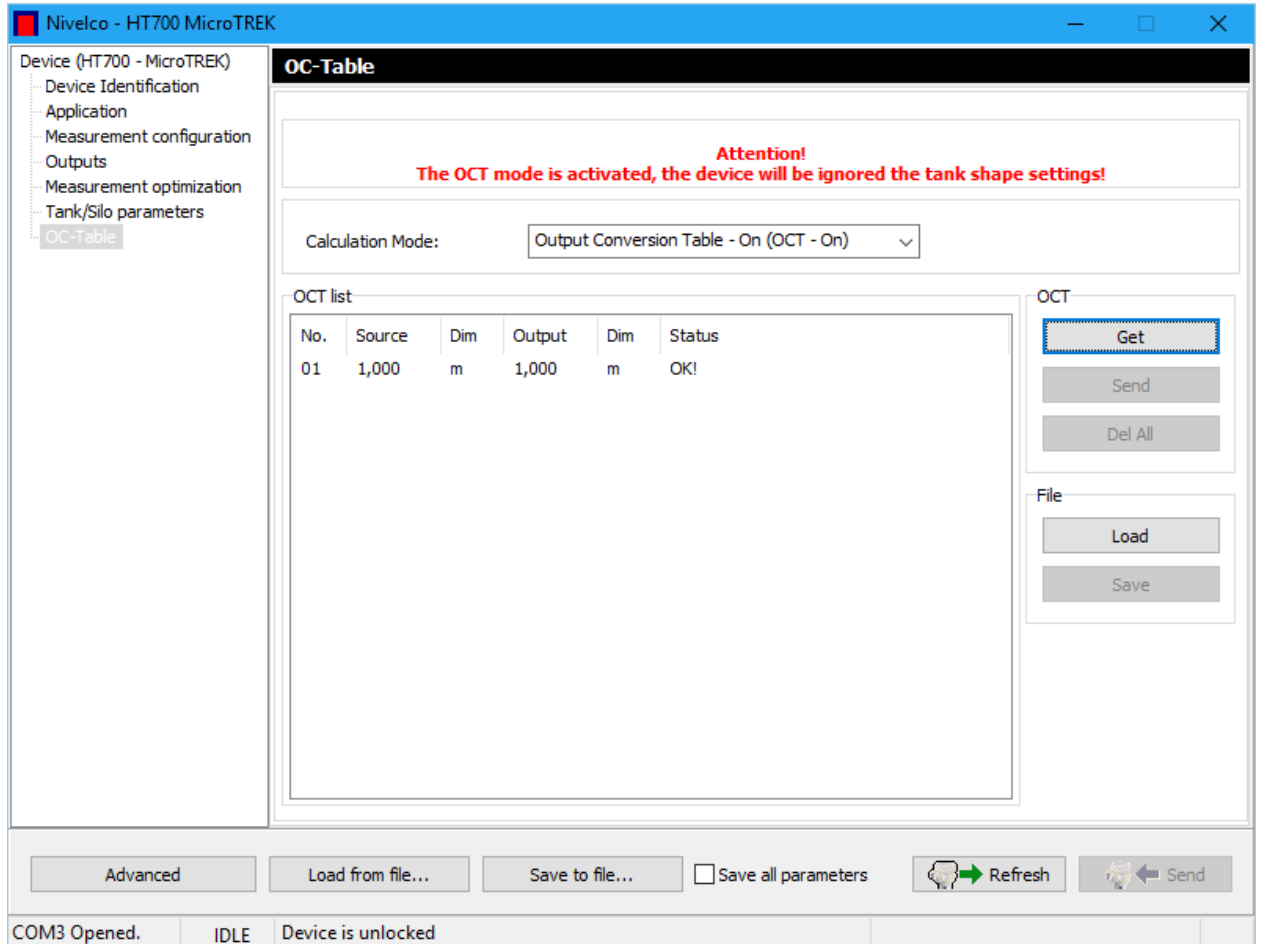 Nivelco - HT700 MicroTREK
Device (HT700 - MicroTREK)
Device Identification
Application
Measurement configuration
Outputs
Measurement optimization
Tank/Silo parameters
OC-Table
OC-Table
Attention!
The OCT mode is activated, the device will be ignored the tank shape settings!
Calculation Mode: Output Conversion Table - On (OCT - On)
OCT list
No. Source Dim Output Dim Status
01 1,000 m 1,000 m OK!
OCT
Get
Send
Del All
File
Load
Save
Advanced Load from file... Save to file... Save all parameters Refresh Send
COM3 Opened. IDLE Device is unlocked